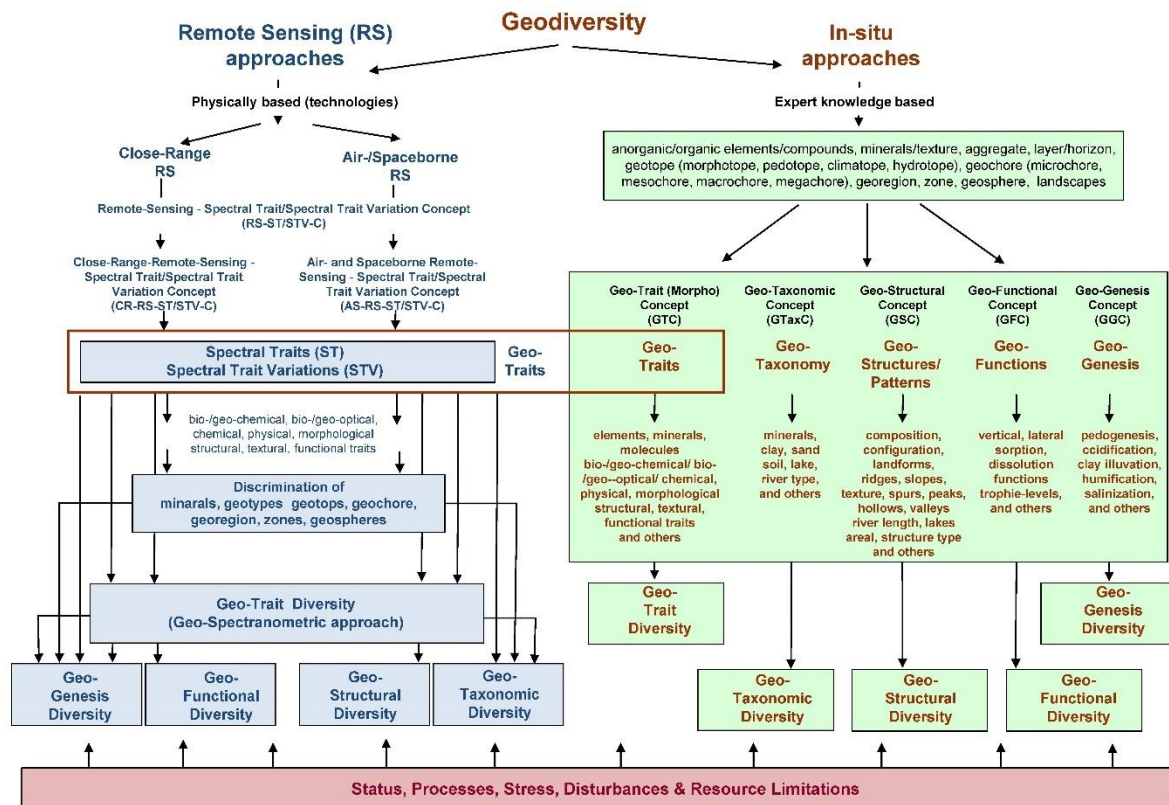 Geodiversity
Remote Sensing (RS)
approaches
Physically based (technologies)
Close-Range
RS
Air-/Spaceborne
RS
Remote-Sensing - Spectral Trait/Spectral Trait Variation Concept
(RS-ST/STV-C)
Close-Range-Remote-Sensing -
Spectral Trait/Spectral Trait
Variation Concept
(CR-RS-ST/STV-C)
Air- and Spaceborne Remote-
Sensing - Spectral Trait/Spectral
Trait Variation Concept
(AS-RS-ST/STV-C)
Spectral Traits (ST)
Spectral Trait Variations (STV)
Geo-
Traits
bio-/geo-chemical, bio-/geo-optical,
chemical, physical, morphological
structural, textural, functional traits
Discrimination of
minarals, geotypes geotops, geochore,
georegion, zones, geospheres
Geo-Trait Diversity
(Geo-Spectranometric approach)
Geo-
Genesis
Diversity
Geo-
Functional
Diversity
Geo-
Structural
Diversity
Geo-
Taxonomic
Diversity
In-situ
approaches
Expert knowledge based
anorganic/organic elements/compounds, minerals/texture, aggregate, layer/horizon,
geotope (morphotope, pedotope, climatope, hydrotope), geochore (microchore,
mesochore, macrochore, megachore), georegion, zone, geosphere, landscapes
Geo-Trait (Morpho)
Concept
(GTC)
Geo-
Traits
elements, minerals,
molecules
bio-/geo-chemical/ bio-
/geo--optical/ chemical,
physical, morphological
structural, textural,
functional traits
and others
Geo-Taxonomic
Concept
(GTaxC)
Geo-
Taxonomy
minerals,
clay, sand
soil, lake,
river type,
and others
Geo-Structural
Concept
(GSC)
Geo-
Structures/
Patterns
composition,
configuration,
landforms,
ridges, slopes,
texture, spurs, peaks,
hollows, valleys
river length, lakes
areal, structure type
and others
Geo-Functional
Concept
(GFC)
Geo-
Functions
vertical, lateral
sorption,
dissolution
functions
trophie-levels,
and others
Geo-Genesis
Concept
(GGC)
Geo-
Genesis
pedogenesis,
ccidification,
clay illuvation,
humification,
salinization,
and others
Geo-
Trait
Diversity
Geo-
Genesis
Diversity
Geo-
Taxonomic
Diversity
Geo-
Structural
Diversity
Geo-
Functional
Diversity
Status, Processes, Stress, Disturbances & Resource Limitations